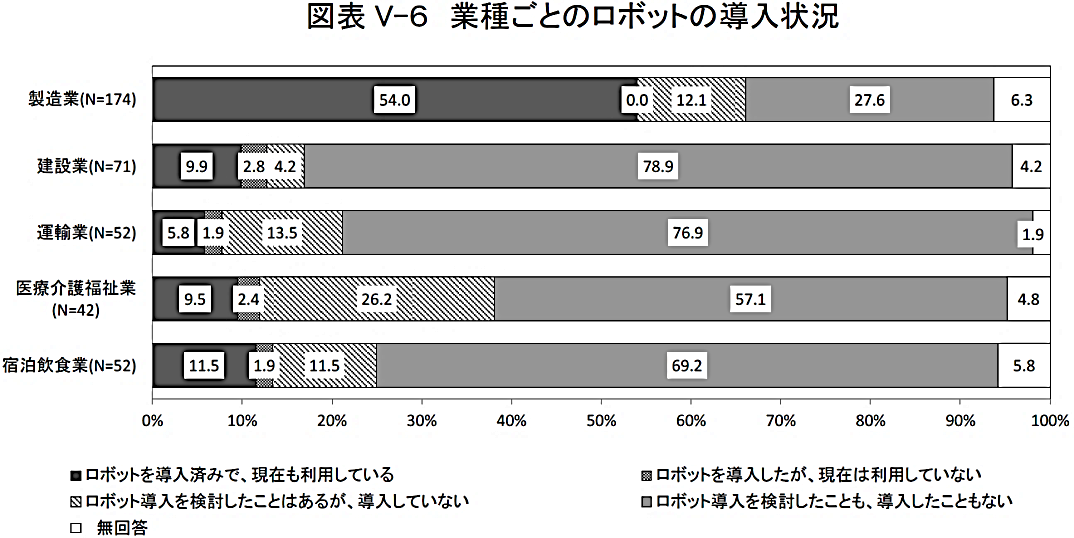 図表 Ⅴ-６ 業種ごとのロボットの導入状況
製造業(N=174) 54.0 0.0 12.1 27.6 6.3
建設業(N=71) 9.9 2.8 4.2 78.9 4.2
運輸業(N=52) 5.8 1.9 13.5 76.9 1.9
医療介護福祉業
(N=42) 9.5 2.4 26.2 57.1 4.8
宿泊飲食業(N=52) 11.5 1.9 11.5 69.2 5.8
0% 10% 20% 30% 40% 50% 60% 70% 80% 90% 100%
ロボットを導入済みで、現在も利用している ロボットを導入したが、現在は利用していない
ロボット導入を検討したことはあるが、導入していない ロボット導入を検討したことも、導入したこともない
無回答